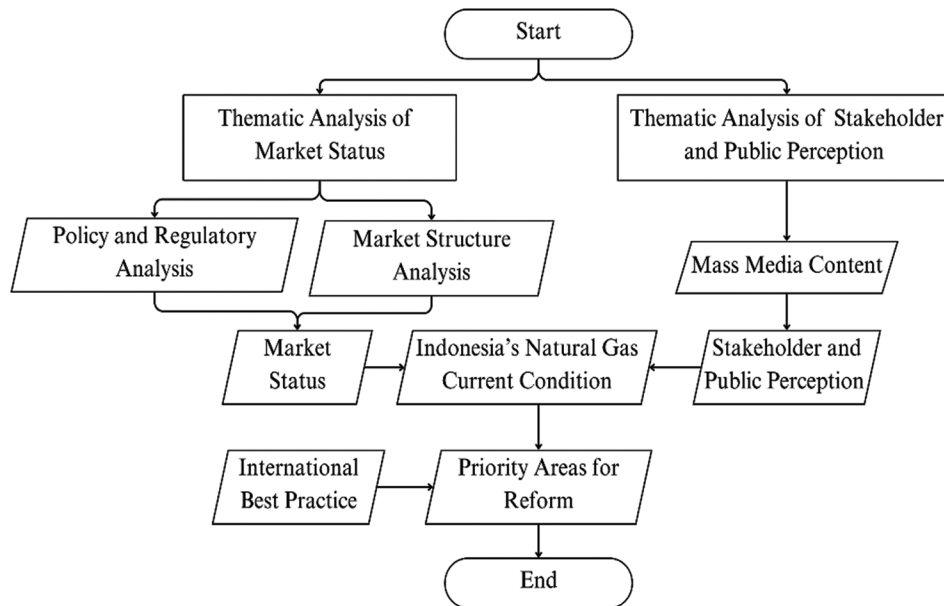 Start
Thematic Analysis of
Market Status
Thematic Analysis of Stakeholder
and Public Perception
Policy and Regulatory
Analysis
Market Structure
Analysis
Mass Media Content
Market
Status
Indonesia's Natural Gas
Current Condition
Stakeholder and
Public Perception
International
Best Practice
Priority Areas for
Reform
End